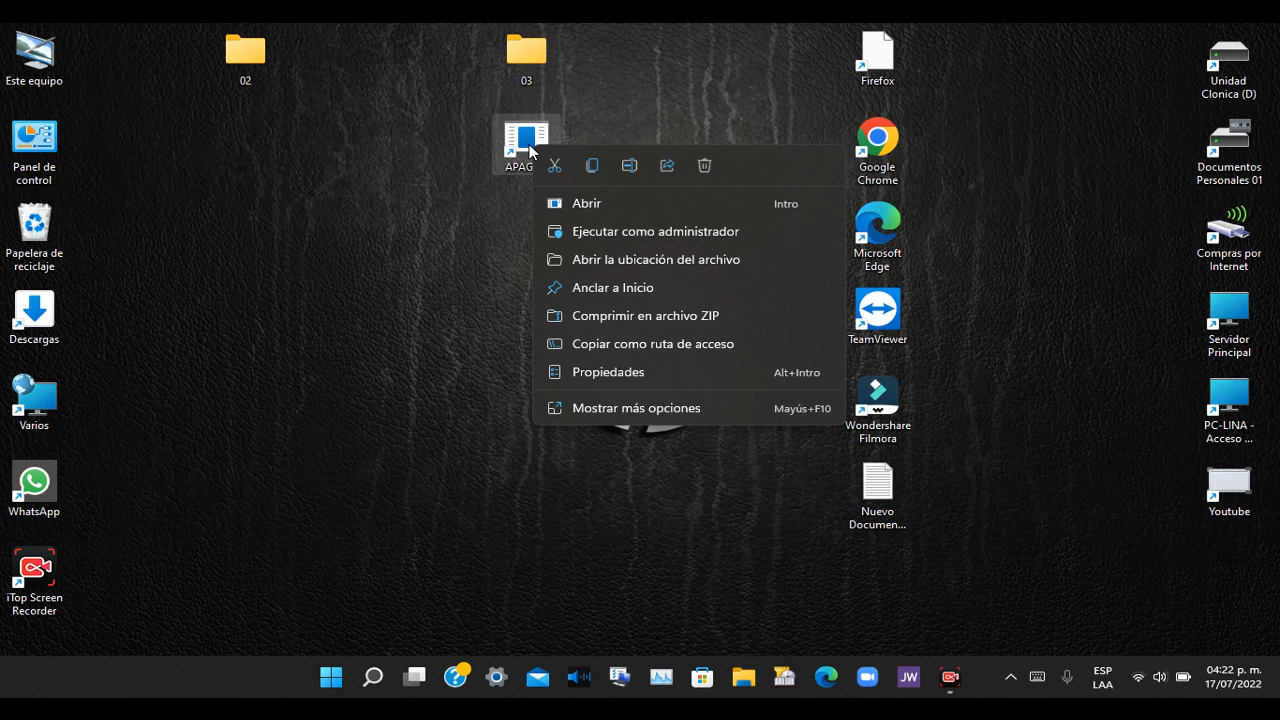 Este equipo
Panel de
control
Papelera de
reciclaje
Descargas
Varios
WhatsApp
iTop Screen
Recorder
02
03
APAG
Abrir Intro
Ejecutar como administrador
Abrir la ubicación del archivo
Anclar a Inicio
Comprimir en archivo ZIP
Copiar como ruta de acceso
Propiedades Alt+Intro
Mostrar más opciones Mayús+F10
Firefox
Google
Chrome
Microsoft
Edge
TeamViewer
Wondershare
Filmora
Nuevo
Documen...
Unidad
Clonica (D)
Documentos
Personales 01
Compras por
Internet
Servidor
Principal
PC-LINA -
Acceso ...
Youtube
JW
ESP
LAA
04:22 p. m.
17/07/2022